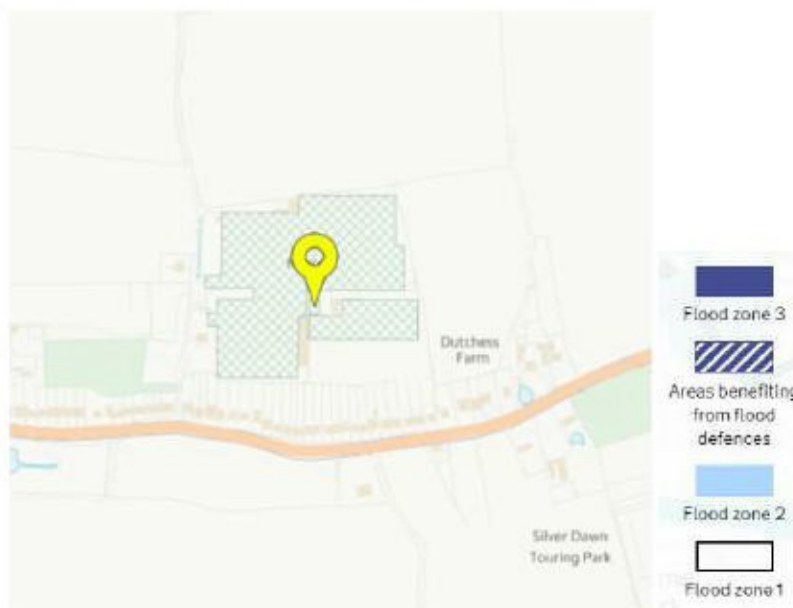 Dutchess
Farm
Silver Dawn
Touring Park
Flood zone 3
Areas benefiting
from flood
defences
Flood zone 2
Flood zone 1